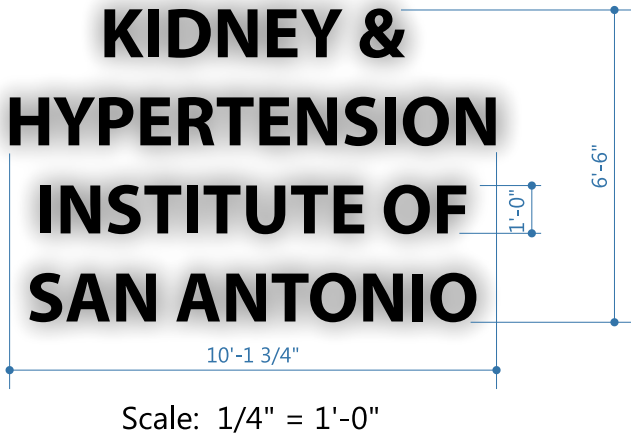 KIDNEY &
HYPERTENSION
INSTITUTE OF
SAN ANTONIO
6'-6"
1'-0"
10'-1 3/4"
Scale: 1/4" = 1'-0"